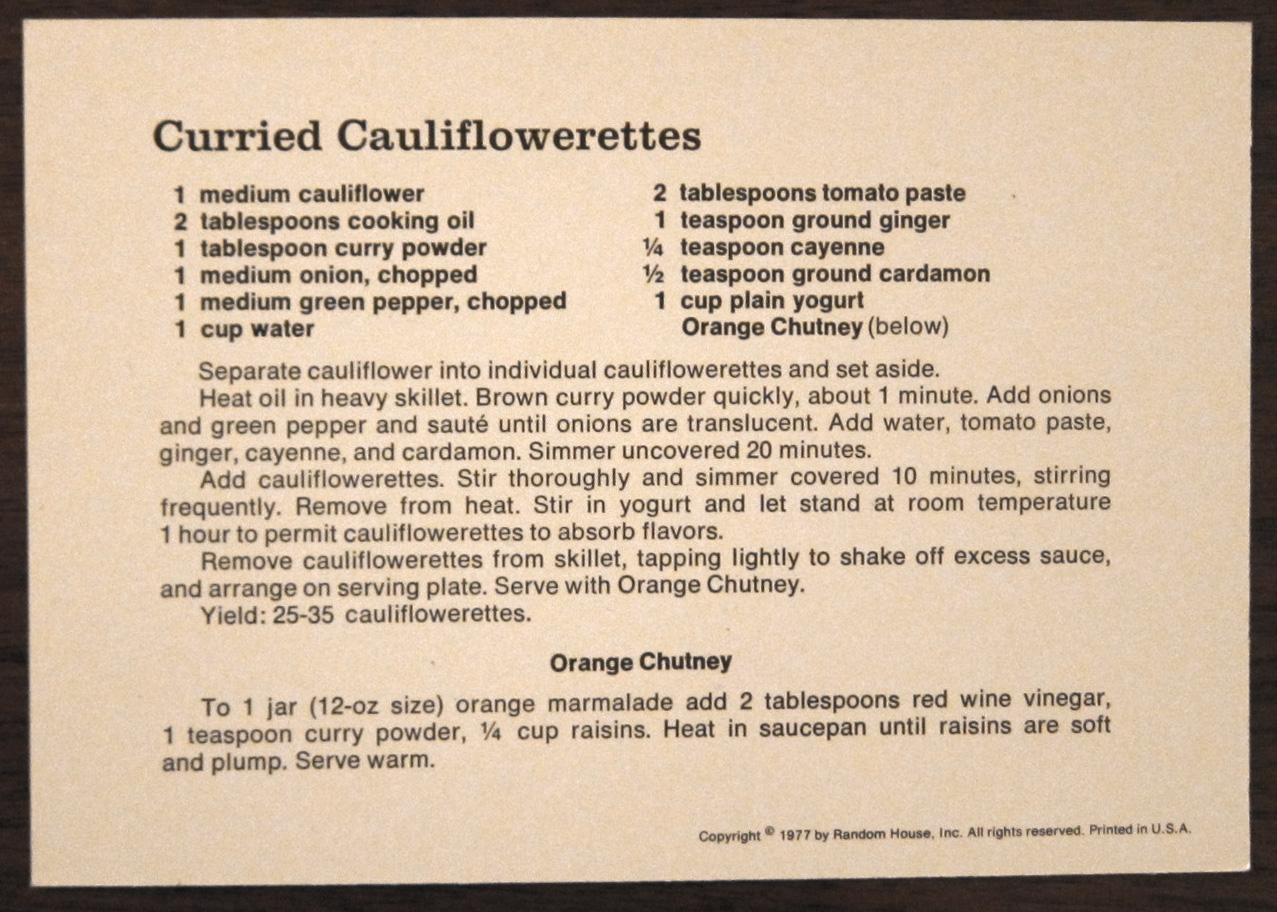 Curried Cauliflowerettes
1 medium cauliflower
2 tablespoons cooking oil
1 tablespoon curry powder
1 medium onion, chopped
1 medium green pepper, chopped
1 cup water
2 tablespoons tomato paste
1 teaspoon ground ginger
¼ teaspoon cayenne
½ teaspoon ground cardamon
1 cup plain yogurt
Orange Chutney (below)
Separate cauliflower into individual cauliflowerettes and set aside.
Heat oil in heavy skillet. Brown curry powder quickly, about 1 minute. Add onions
and green pepper and sauté until onions are translucent. Add water, tomato paste,
ginger, cayenne, and cardamon. Simmer uncovered 20 minutes.
Add cauliflowerettes. Stir thoroughly and simmer covered 10 minutes, stirring
frequently. Remove from heat. Stir in yogurt and let stand at room temperature
1 hour to permit cauliflowerettes to absorb flavors.
Remove cauliflowerettes from skillet, tapping lightly to shake off excess sauce,
and arrange on serving plate. Serve with Orange Chutney.
Yield: 25-35 cauliflowerettes.
Orange Chutney
To 1 jar (12-oz size) orange marmalade add 2 tablespoons red wine vinegar,
1 teaspoon curry powder, ¼ cup raisins. Heat in saucepan until raisins are soft
and plump. Serve warm.
Copyright © 1977 by Random House, Inc. All rights reserved. Printed in U.S.A.